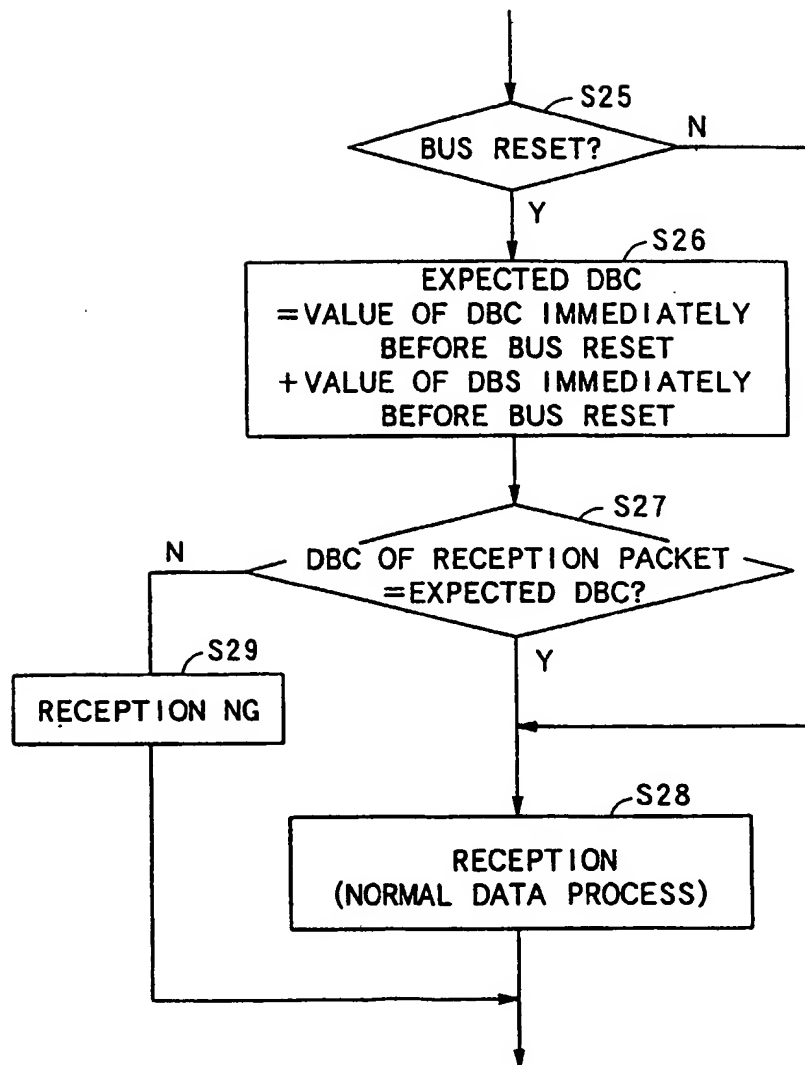 S25
BUS RESET?
N
Y
S26
EXPECTED DBC
=VALUE OF DBC IMMEDIATELY
BEFORE BUS RESET
+VALUE OF DBS IMMEDIATELY
BEFORE BUS RESET
S27
N
DBC OF RECEPTION PACKET
=EXPECTED DBC?
S29
Y
RECEPTION NG
S28
RECEPTION
(NORMAL DATA PROCESS)